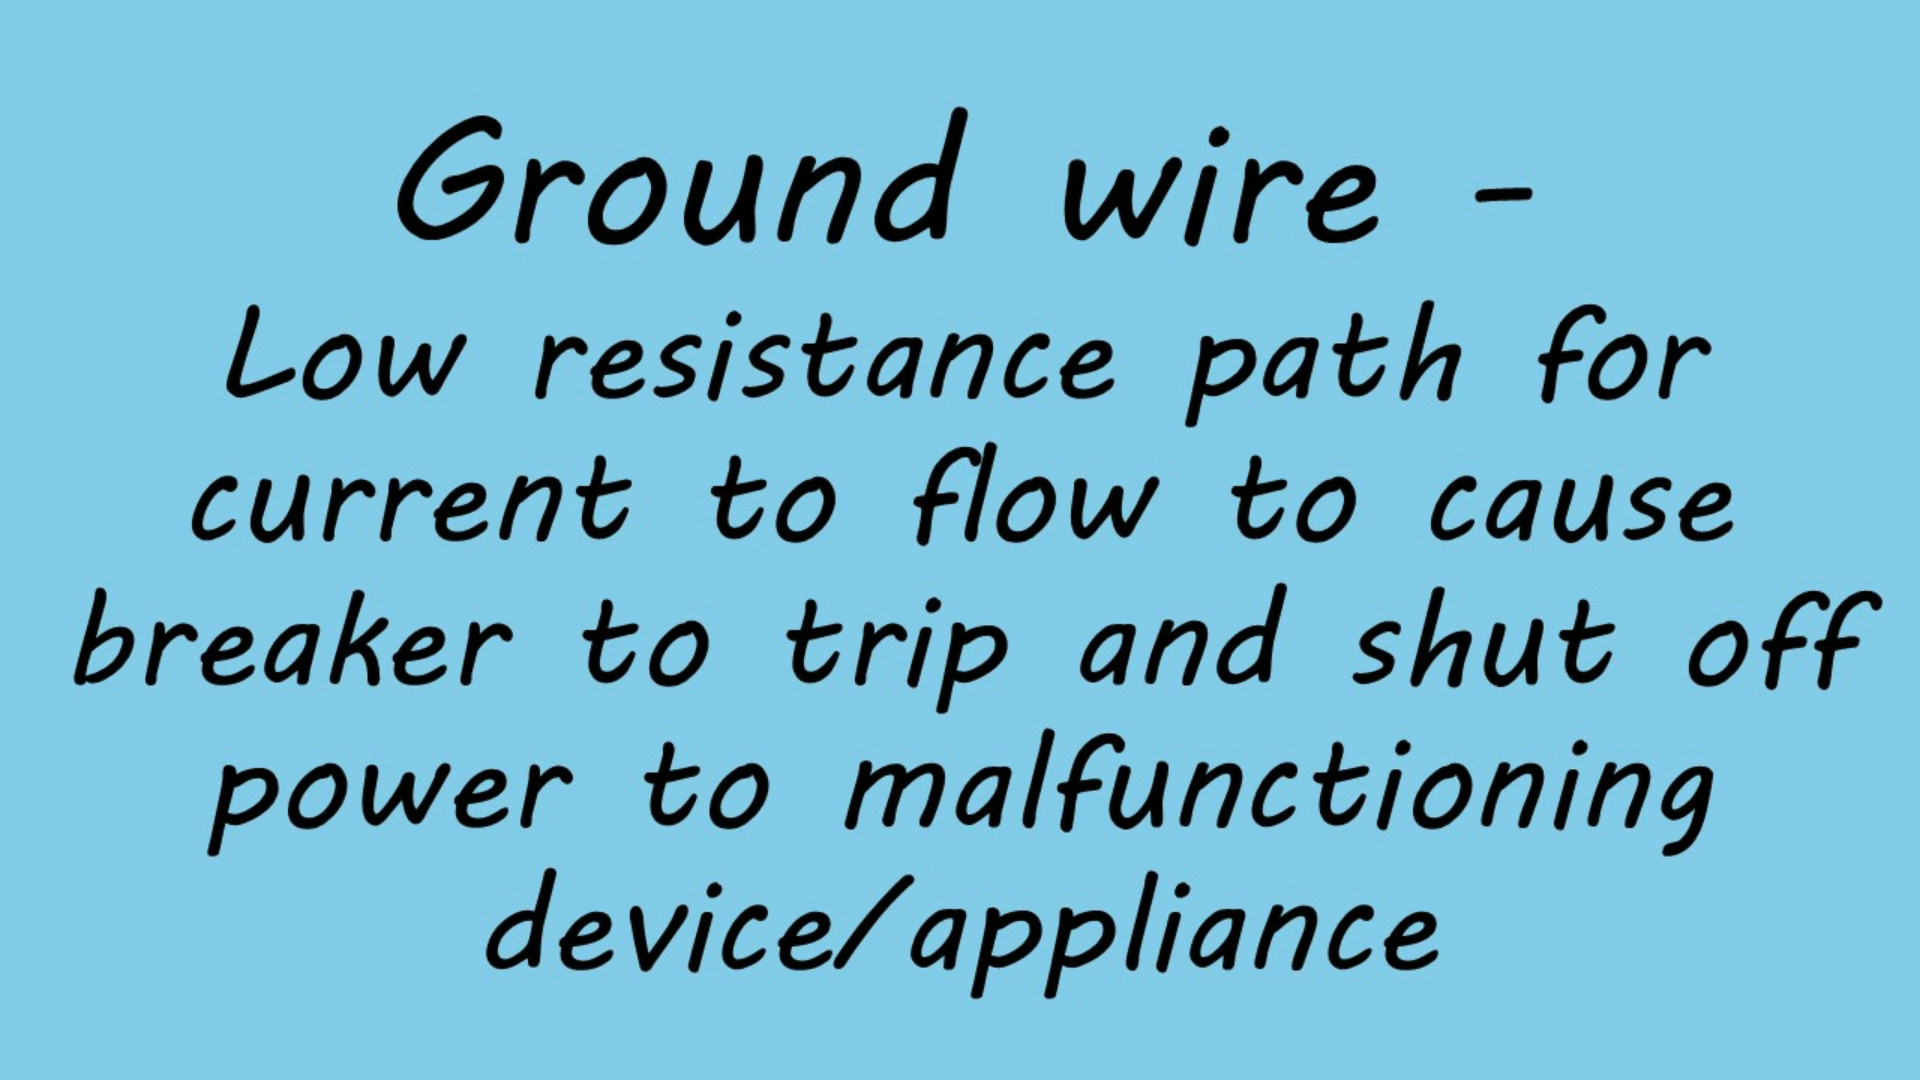 Ground wire -
Low resistance path for
current to flow to cause
breaker to trip and shut off
power to malfunctioning
device/appliance